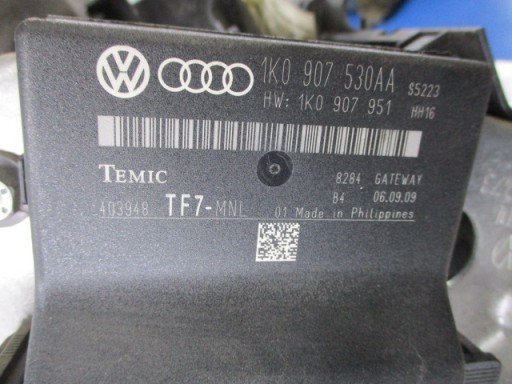 1K0 907 530AA S5223
HW: 1K0 907 951 HH16
TEMIC
8284 GATEWAY
B4 06.09.09
403948 TF7-MNL 01 Made in Philippines